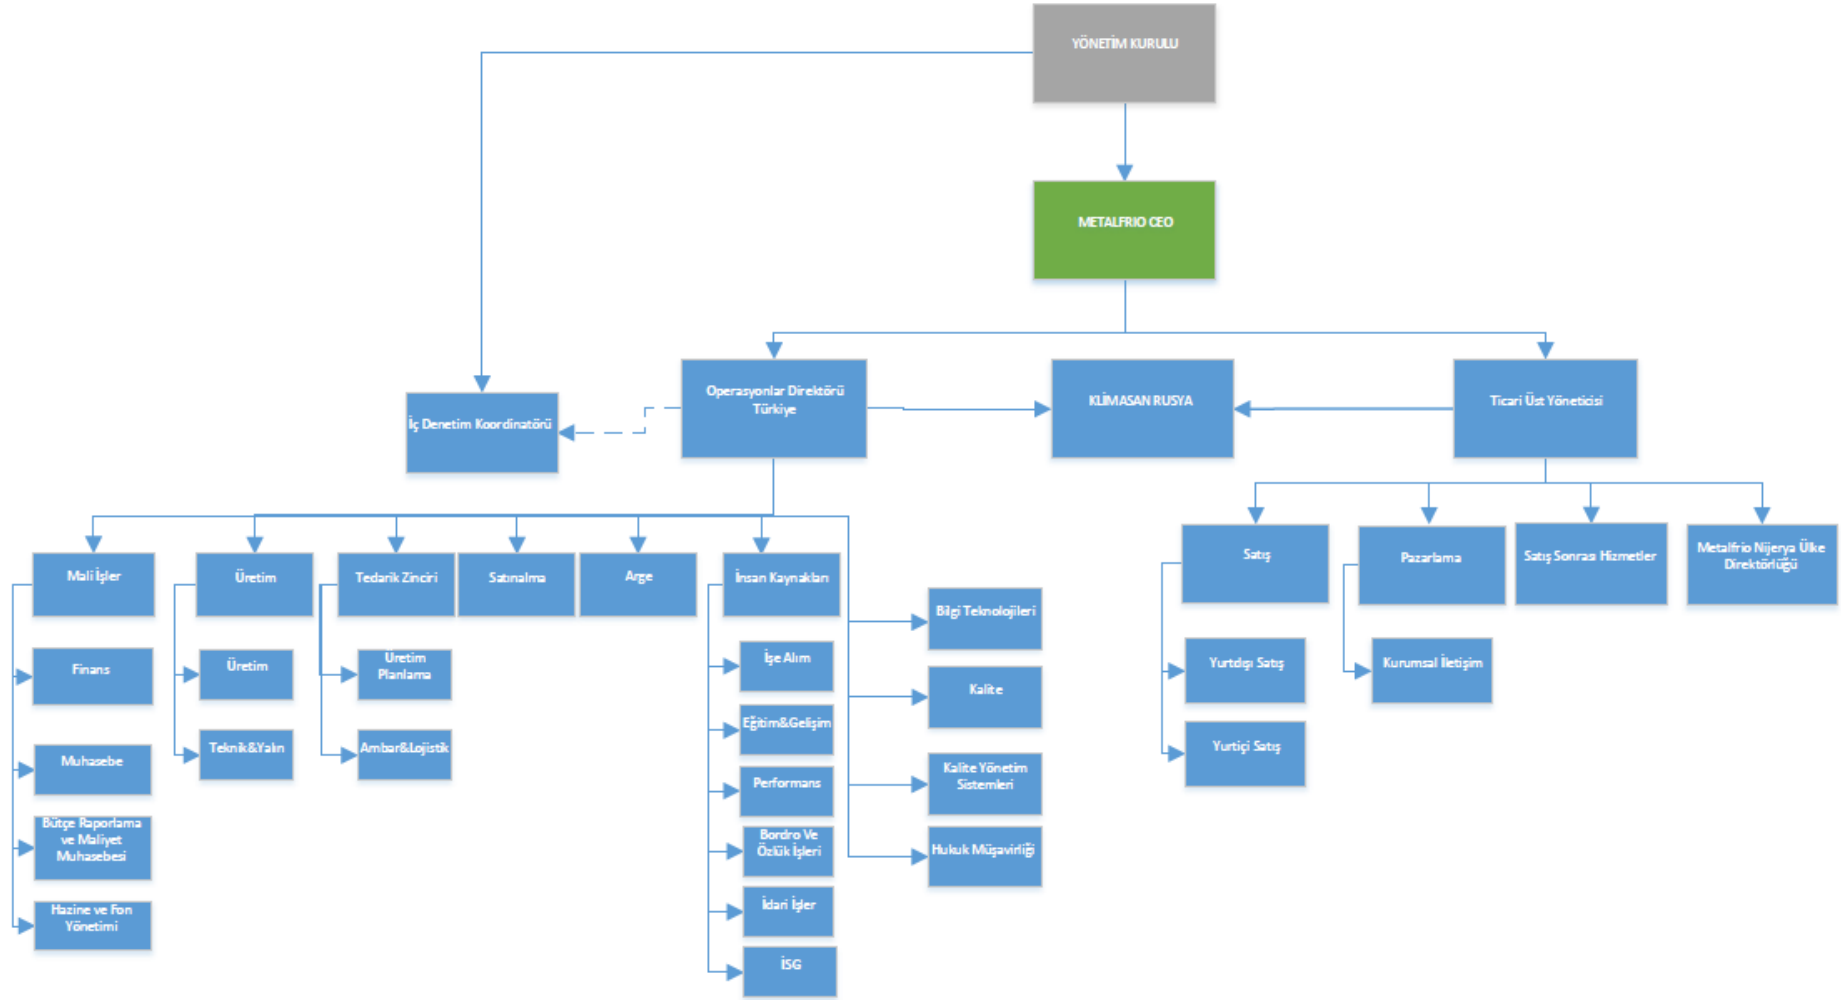 YÖNETİM KURULU
METALFRIO CEO
İç Denetim Koordinatörü
Operasyonlar Direktörü
Türkiye
KLİMASAN RUSYA
Ticari Üst Yöneticisi
Mali İşler
Üretim
Tedarik Zinciri
Satınalma
Arge
İnsan Kaynakları
Satış
Pazarlama
Satış Sonrası Hizmetler
Metalfrio Nijerya Ülke
Direktörlüğü
Finans
Muhasebe
Bütçe Raporlama
ve Maliyet
Muhasebesi
Hazine ve Fon
Yönetimi
Üretim
Teknik&Yalın
Üretim
Planlama
Ambar&Lojistik
İşe Alım
Eğitim&Gelişim
Performans
Bordro Ve
Özlük İşleri
İdari İşler
İSG
Bilgi Teknolojileri
Kalite
Kalite Yönetim
Sistemleri
Hukuk Müşavirliği
Yurtdışı Satış
Yurtiçi Satış
Kurumsal İletişim